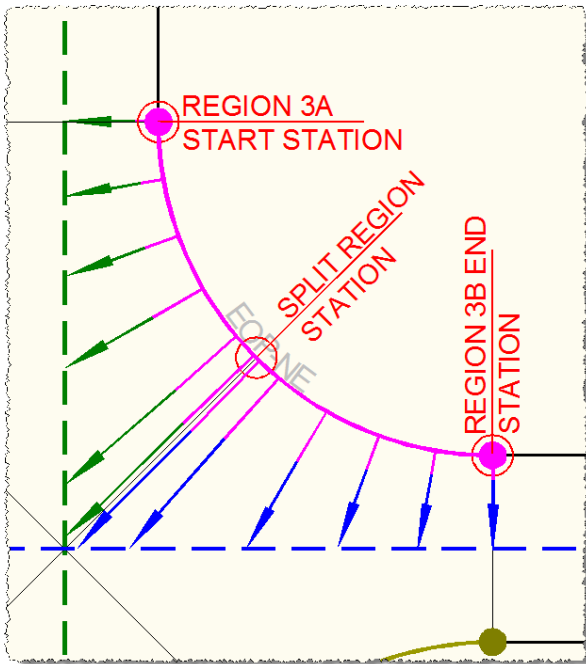 REGION 3A
START STATION
SPLIT REGION
STATION
EOP-NE
REGION 3B END
STATION